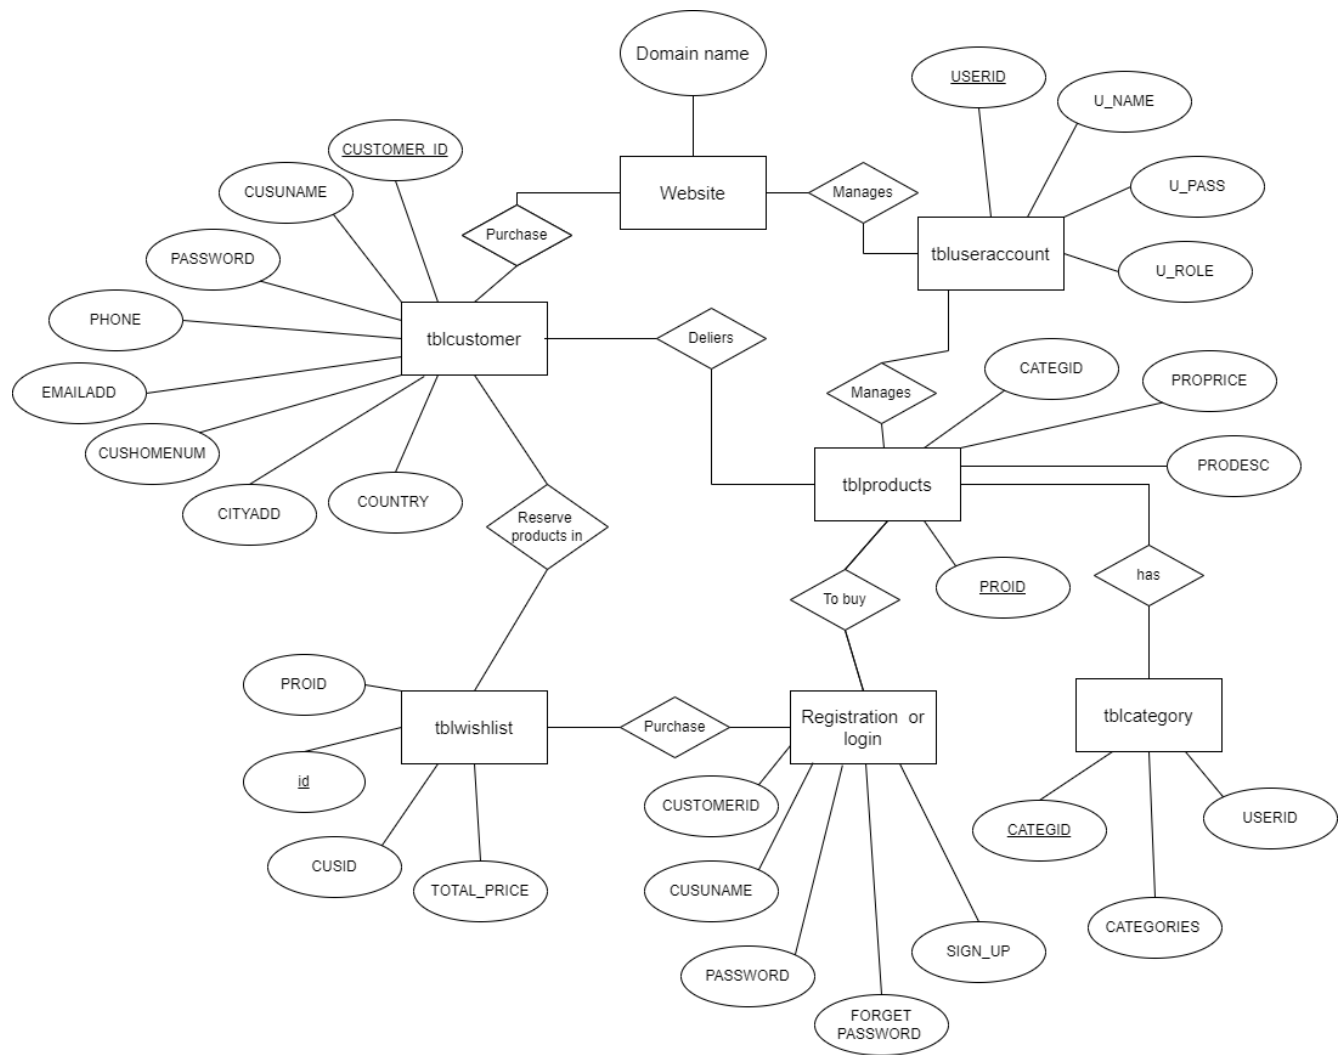 Domain name
USERID
U_NAME
CUSTOMER_ID
CUSUNAME
Website
Manages
U_PASS
Purchase
tbluseraccount
PASSWORD
U_ROLE
PHONE
tblcustomer
Deliers
CATEGID
PROPRICE
EMAILADD
Manages
CUSHOMENUM
PRODESC
tblproducts
CITYADD
COUNTRY
Reserve
products in
has
PROID
To buy
PROID
tblwishlist
Purchase
Registration or
login
tblcategory
id
CUSTOMERID
CATEGID
USERID
CUSID
TOTAL_PRICE
CUSUNAME
CATEGORIES
SIGN_UP
PASSWORD
FORGET
PASSWORD